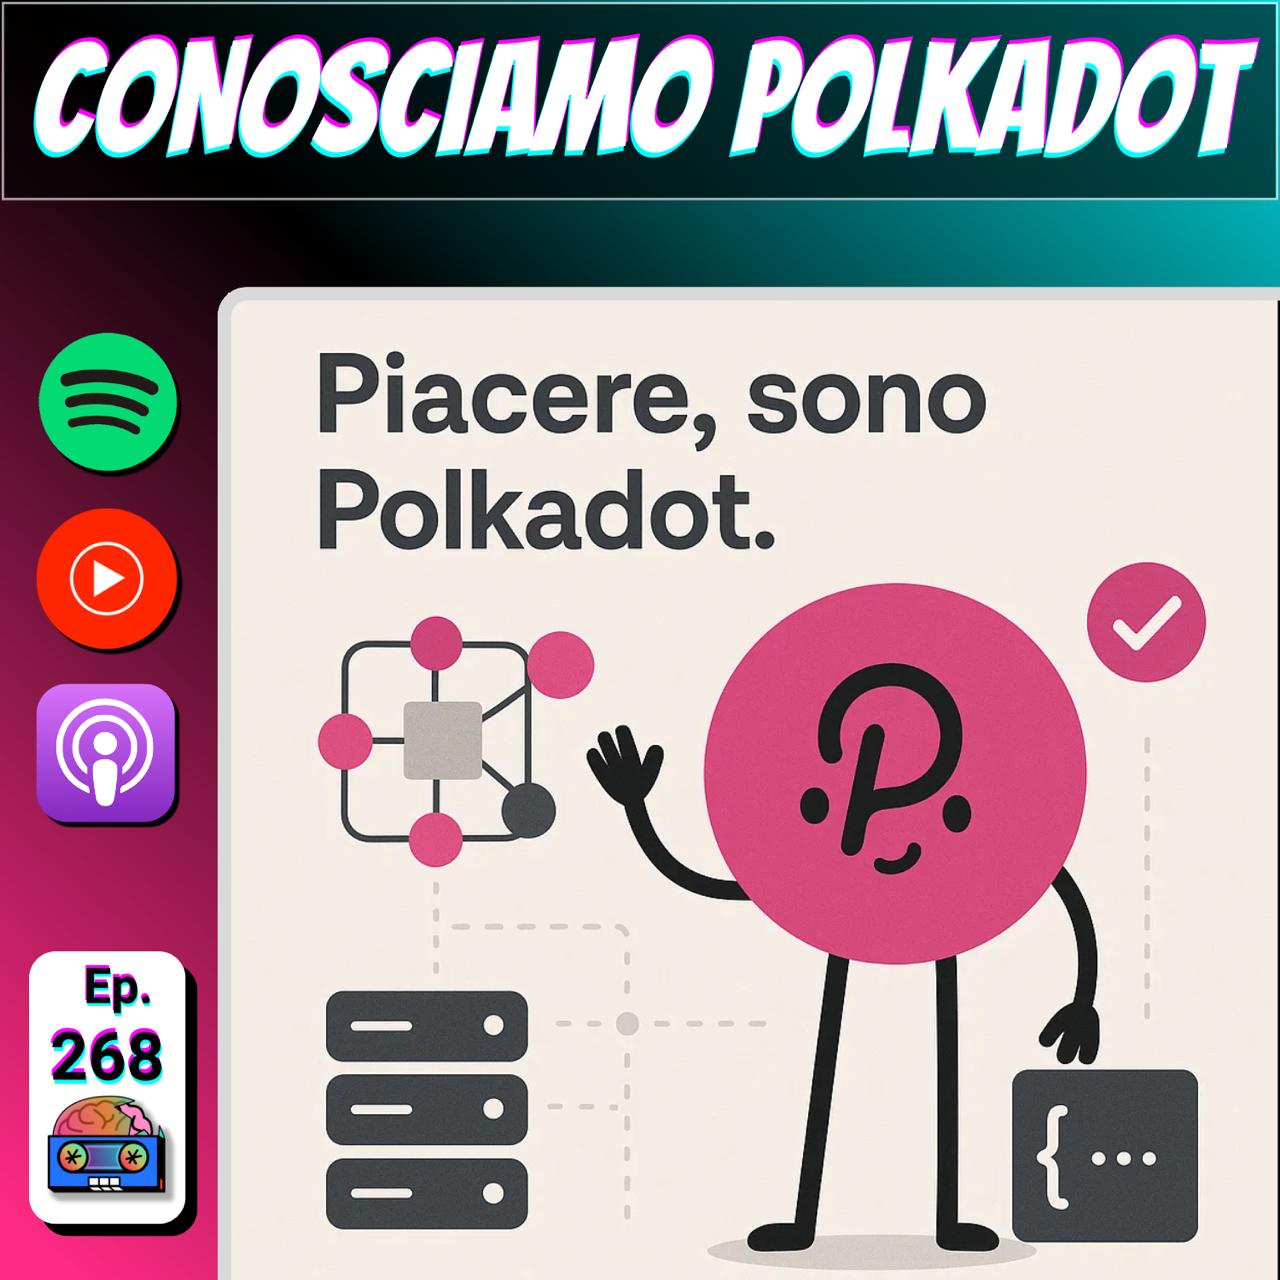 CONOSCIAMO POLKADOT
Piacere, sono
Polkadot.
Ep.
268
{...